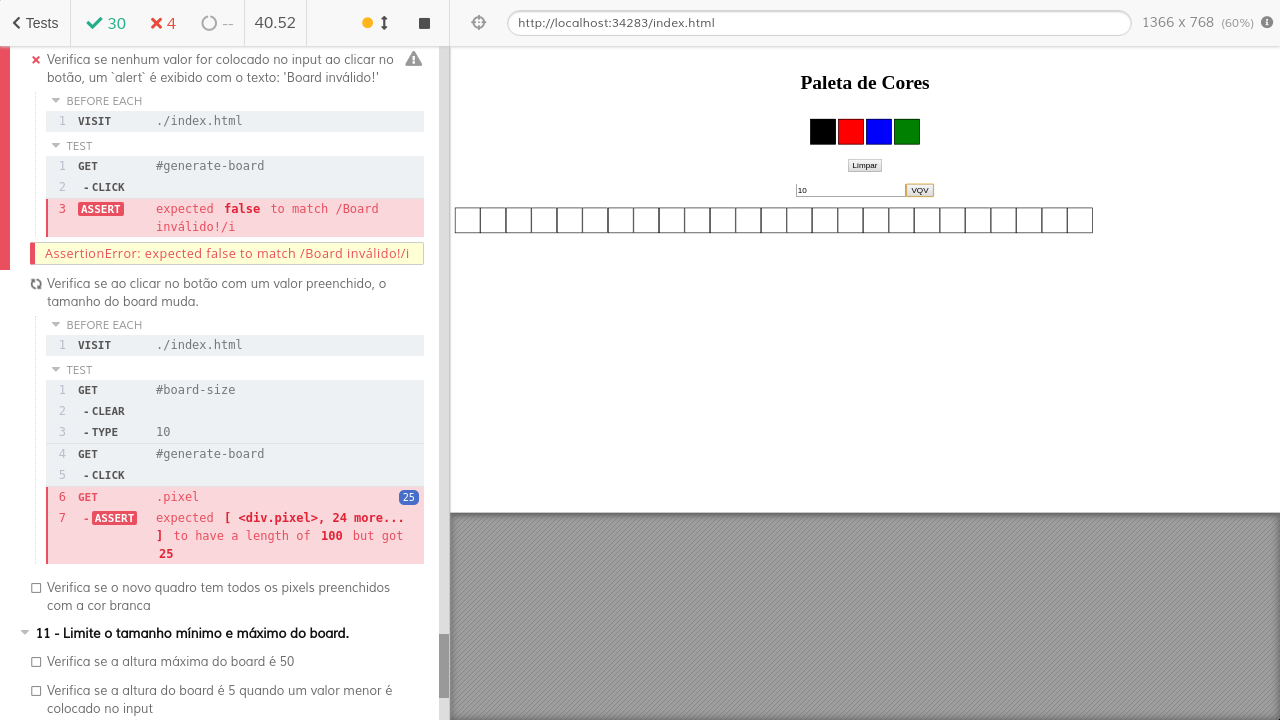 Tests 30 4 -- 40.52
http://localhost:34283/index.html 1366 x 768 (60%)
Verifica se nenhum valor for colocado no input ao clicar no
botão, um `alert` é exibido com o texto: 'Board inválido!'
BEFORE EACH
1 VISIT ./index.html
TEST
1 GET #generate-board
2 -CLICK
3 ASSERT expected false to match /Board
inválido!/i
AssertionError: expected false to match /Board inválido!/i
Verifica se ao clicar no botão com um valor preenchido, o
tamanho do board muda.
BEFORE EACH
1 VISIT ./index.html
TEST
1 GET #board-size
2 -CLEAR
3 -TYPE 10
4 GET #generate-board
5 -CLICK
6 GET .pixel 25
7 -ASSERT expected [ <div.pixel>, 24 more...
] to have a length of 100 but got
25
Verifica se o novo quadro tem todos os pixels preenchidos
com a cor branca
11 - Limite o tamanho mínimo e máximo do board.
Verifica se a altura máxima do board é 50
Verifica se a altura do board é 5 quando um valor menor é
colocado no input
Paleta de Cores
Limpar
10 VQV